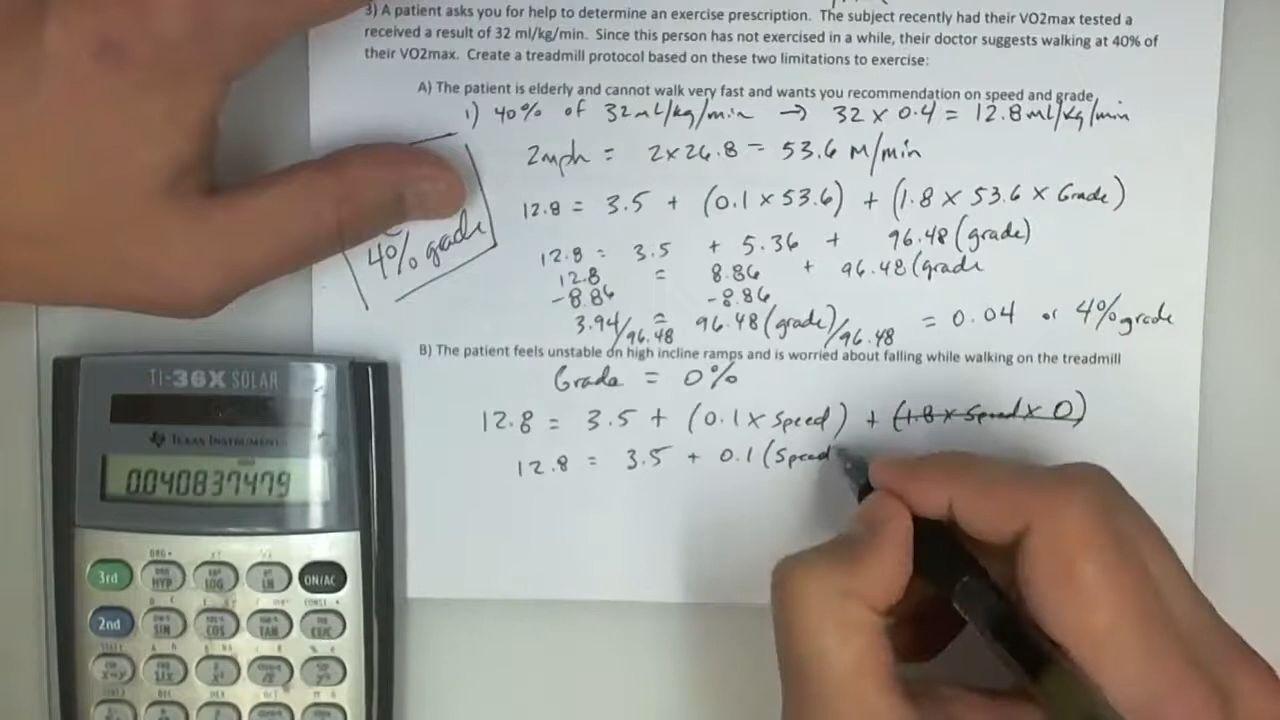 3) A patient asks you for help to determine an exercise prescription. The subject recently had their VO2max tested a
received a result of 32 ml/kg/min. Since this person has not exercised in a while, their doctor suggests walking at 40% of
their VO2max. Create a treadmill protocol based on these two limitations to exercise:
A) The patient is elderly and cannot walk very fast and wants you recommendation on speed and grade
1) 40% of 32mL/kg/min → 32 x 0.4 = 12.8 mL/kg/min
2mph = 2x26.8 = 53.6 M/min
12.8 = 3.5 + (0.1 x 53.6) + (1.8 x 53.6 x Grade)
12.8 = 3.5 + 5.36 + 96.48 (grade)
12.8 = 8.86 + 96.48 (grade
-8.86 -8.86
3.94/96.48 = 96.48 (grade)/96.48 = 0.04 or 4% grade
4% grade
B) The patient feels unstable on high incline ramps and is worried about falling while walking on the treadmill
Grade = 0%
12.8 = 3.5 + (0.1 x Speed) + (1.8 x Speed x 0)
12.8 = 3.5 + 0.1 (Speed
TI-36X SOLAR
TEXAS INSTRUMENT
0.040837479
3rd
HYP
LOG
LN
ON/AC
2nd
SIN
COS
TAN
CE/C